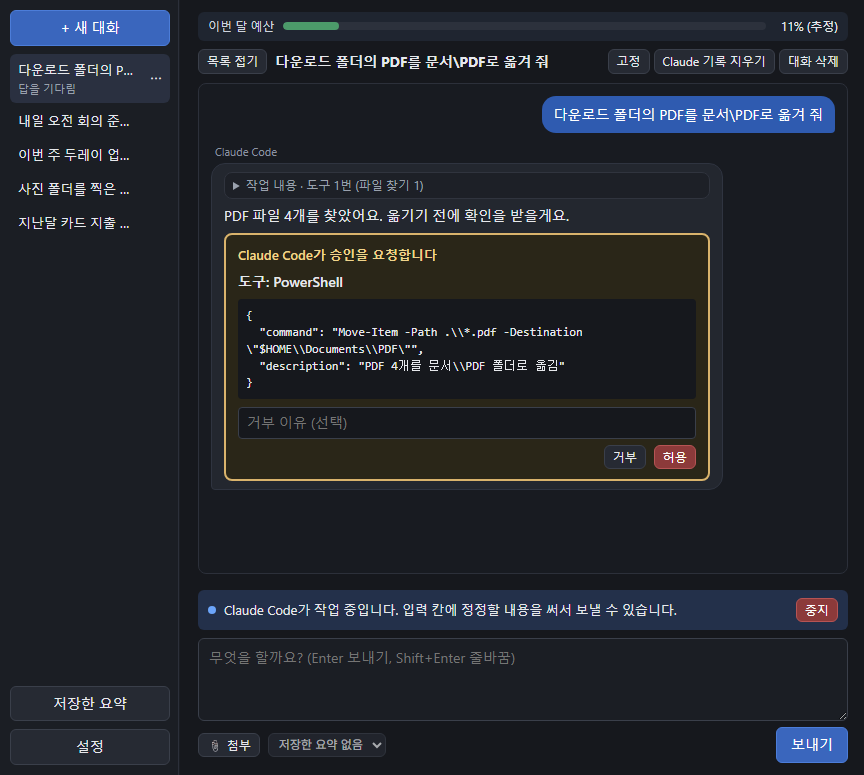 + 새 대화
다운로드 폴더의 P...
답을 기다림
...
내일 오전 회의 준...
이번 주 두레이 업...
사진 폴더를 찍은 ...
지난달 카드 지출 ...
저장한 요약
설정
이번 달 예산
11% (추정)
목록 접기
다운로드 폴더의 PDF를 문서\PDF로 옮겨 줘
고정
Claude 기록 지우기
대화 삭제
다운로드 폴더의 PDF를 문서\PDF로 옮겨 줘
Claude Code
▶ 작업 내용 · 도구 1번 (파일 찾기 1)
PDF 파일 4개를 찾았어요. 옮기기 전에 확인을 받을게요.
Claude Code가 승인을 요청합니다
도구: PowerShell
{
"command": "Move-Item -Path .\\*.pdf -Destination
\"$HOME\\Documents\\PDF\"",
"description": "PDF 4개를 문서\\PDF 폴더로 옮김"
}
거부 이유 (선택)
거부
허용
Claude Code가 작업 중입니다. 입력 칸에 정정할 내용을 써서 보낼 수 있습니다.
중지
무엇을 할까요? (Enter 보내기, Shift+Enter 줄바꿈)
첨부
저장한 요약 없음
보내기